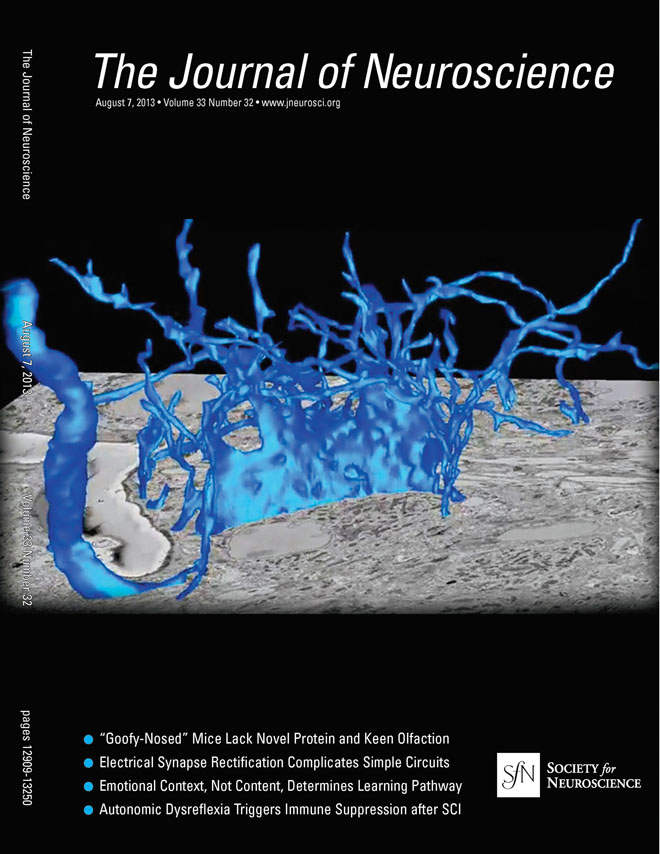 The Journal of Neuroscience
August 7, 2013 • Volume 33 Number 32 • www.jneurosci.org
The Journal of Neuroscience
August 7, 2013
Volume 33 Number 32
pages 12909-13250
“Goofy-Nosed” Mice Lack Novel Protein and Keen Olfaction
Electrical Synapse Rectification Complicates Simple Circuits
Emotional Context, Not Content, Determines Learning Pathway
Autonomic Dysreflexia Triggers Immune Suppression after SCI
SfN
SOCIETY for
NEUROSCIENCE